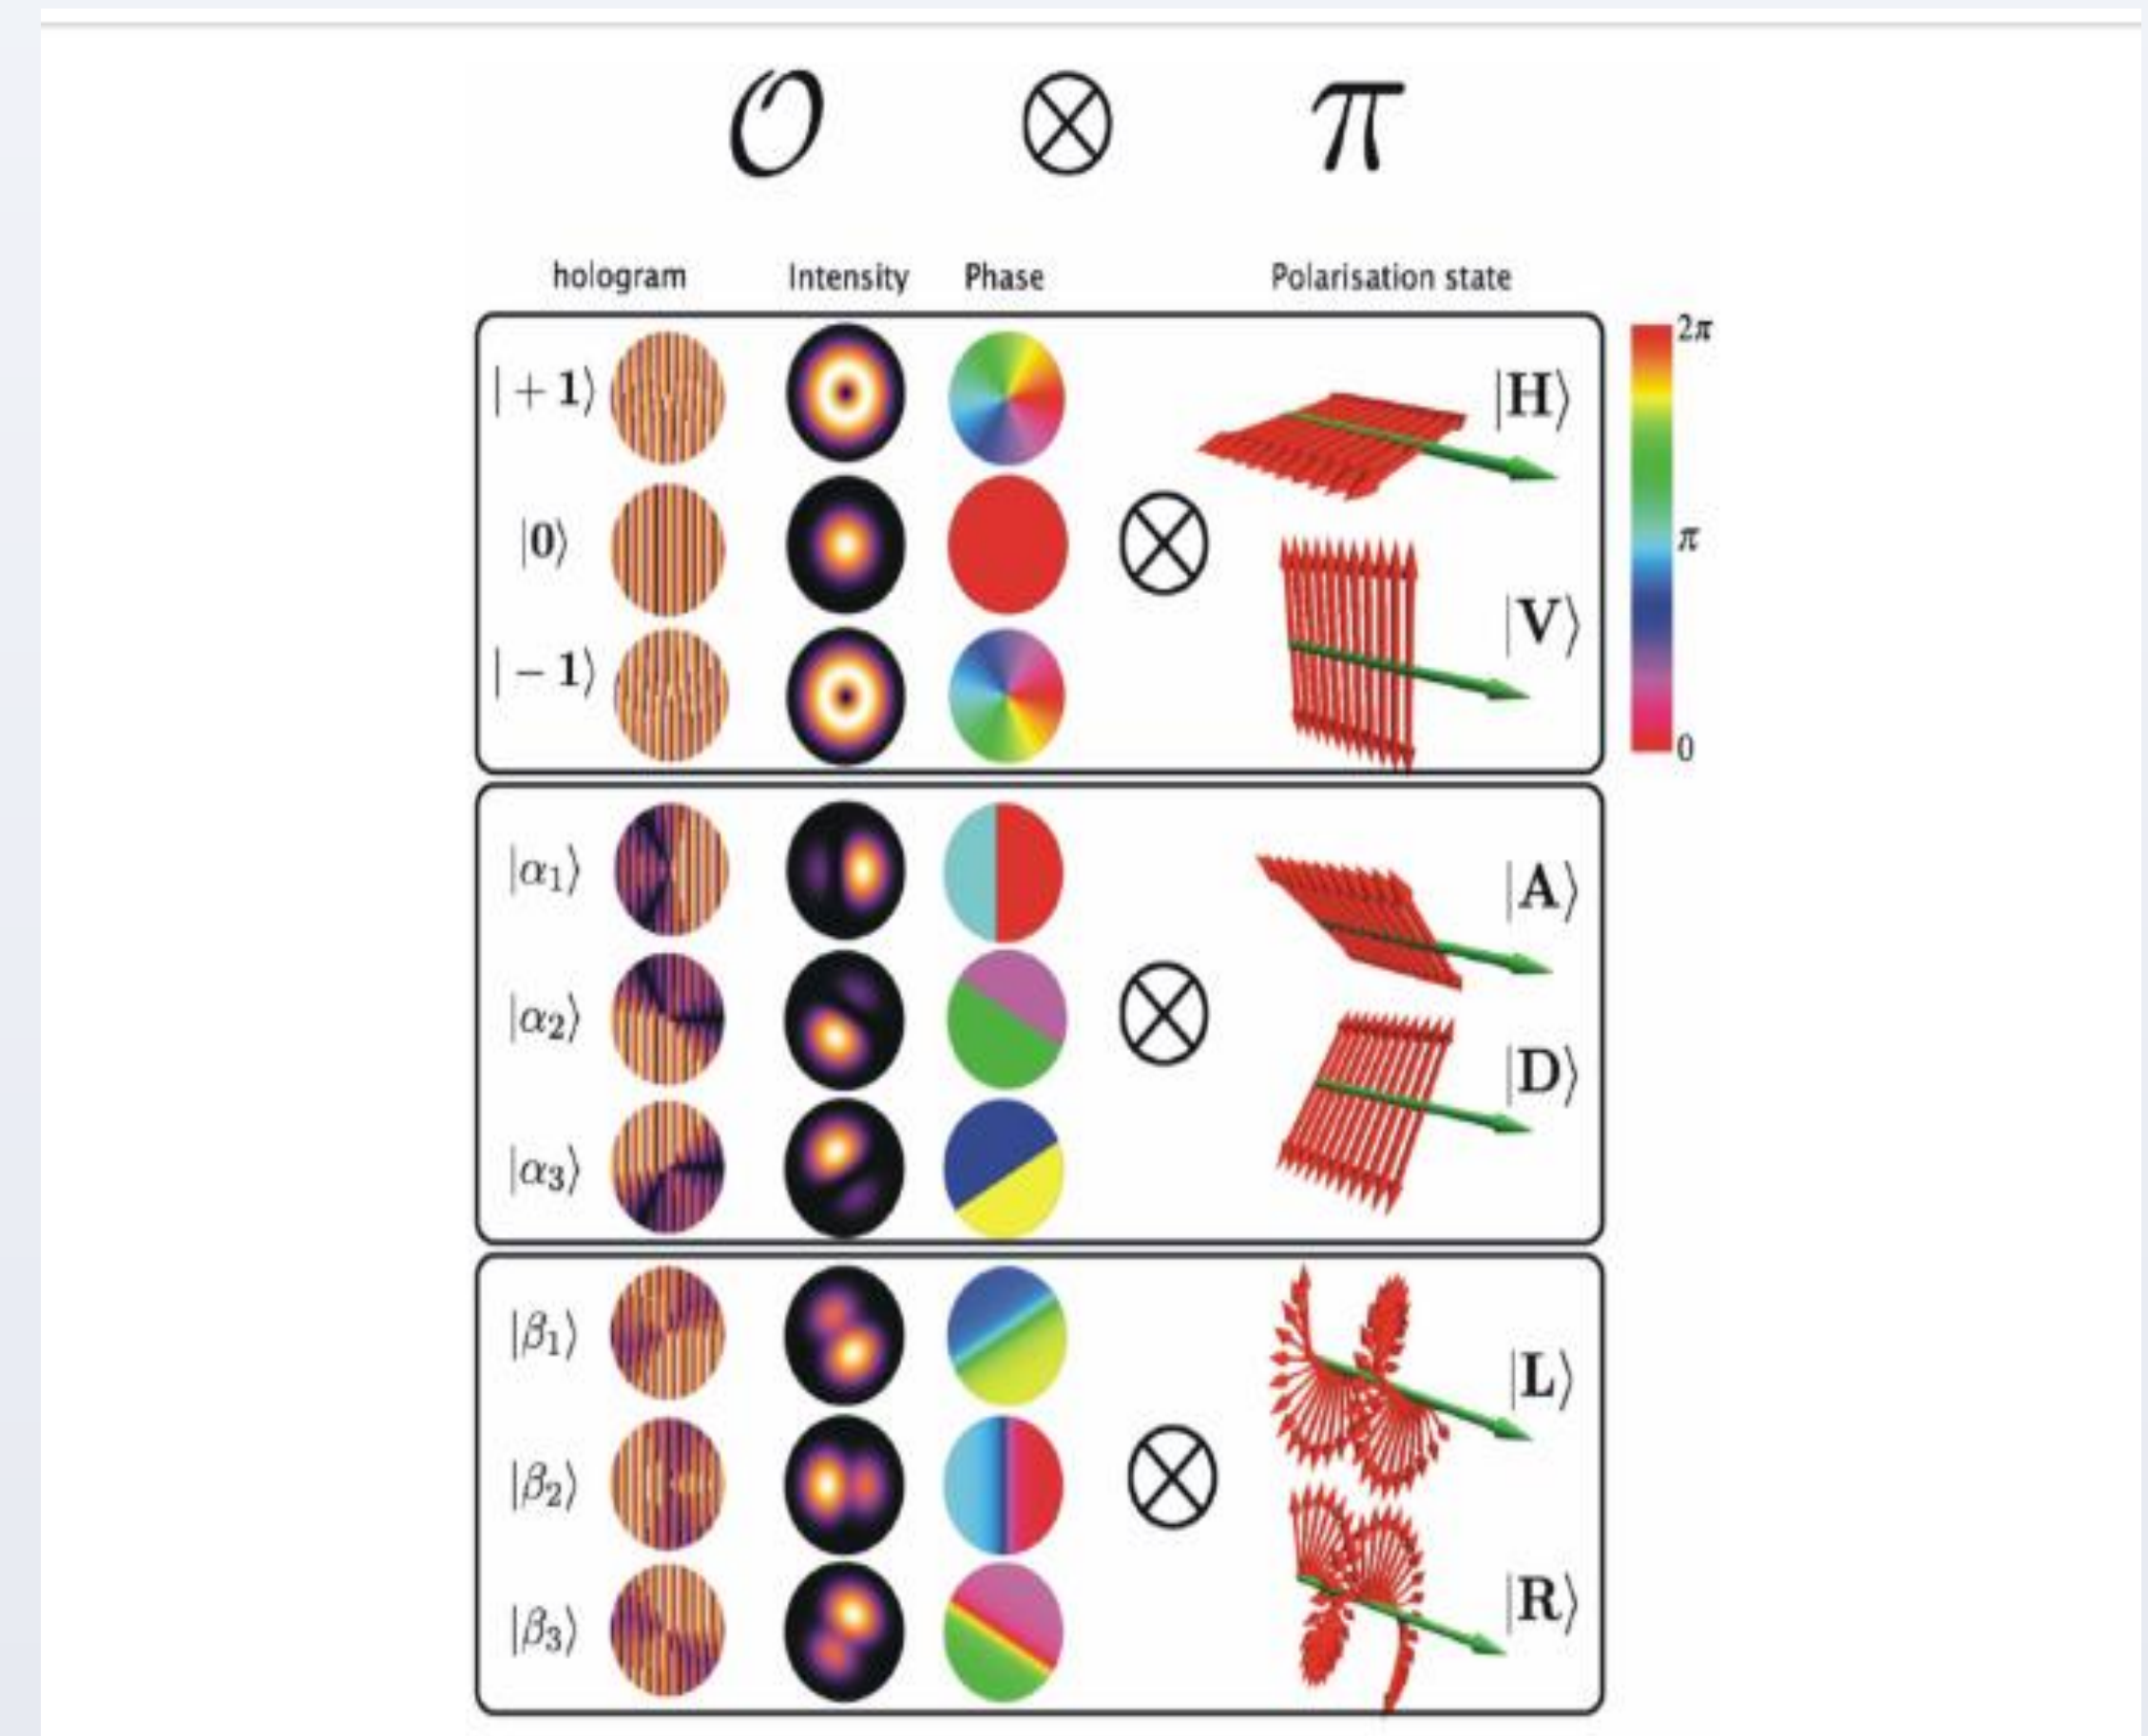 𝒪 ⊗ π
hologram Intensity Phase Polarisation state
|+1⟩
|0⟩
|−1⟩
⊗
|H⟩
|V⟩
2π
π
0
|α₁⟩
|α₂⟩
|α₃⟩
⊗
|A⟩
|D⟩
|β₁⟩
|β₂⟩
|β₃⟩
⊗
|L⟩
|R⟩